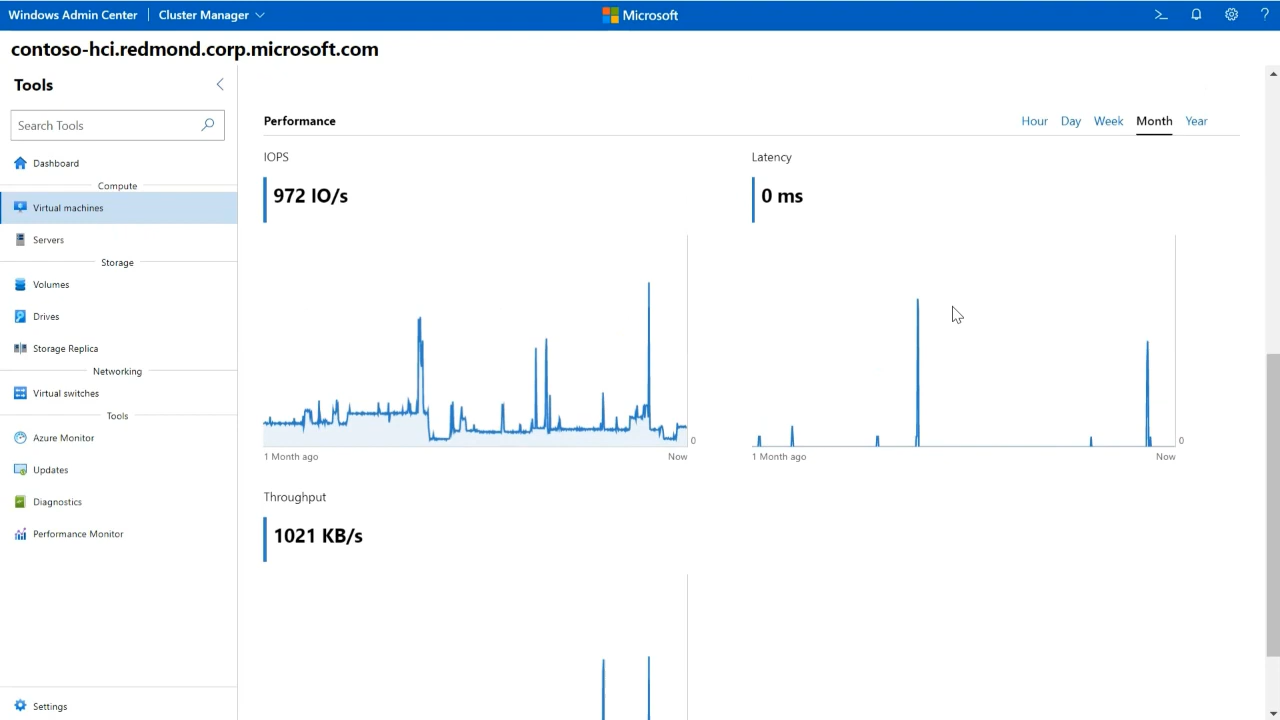 Windows Admin Center Cluster Manager Microsoft ?
contoso-hci.redmond.corp.microsoft.com
Tools
Search Tools
Dashboard
Compute
Virtual machines
Servers
Storage
Volumes
Drives
Storage Replica
Networking
Virtual switches
Tools
Azure Monitor
Updates
Diagnostics
Performance Monitor
Settings
Performance Hour Day Week Month Year
IOPS
972 IO/s
0
1 Month ago Now
Latency
0 ms
0
1 Month ago Now
Throughput
1021 KB/s